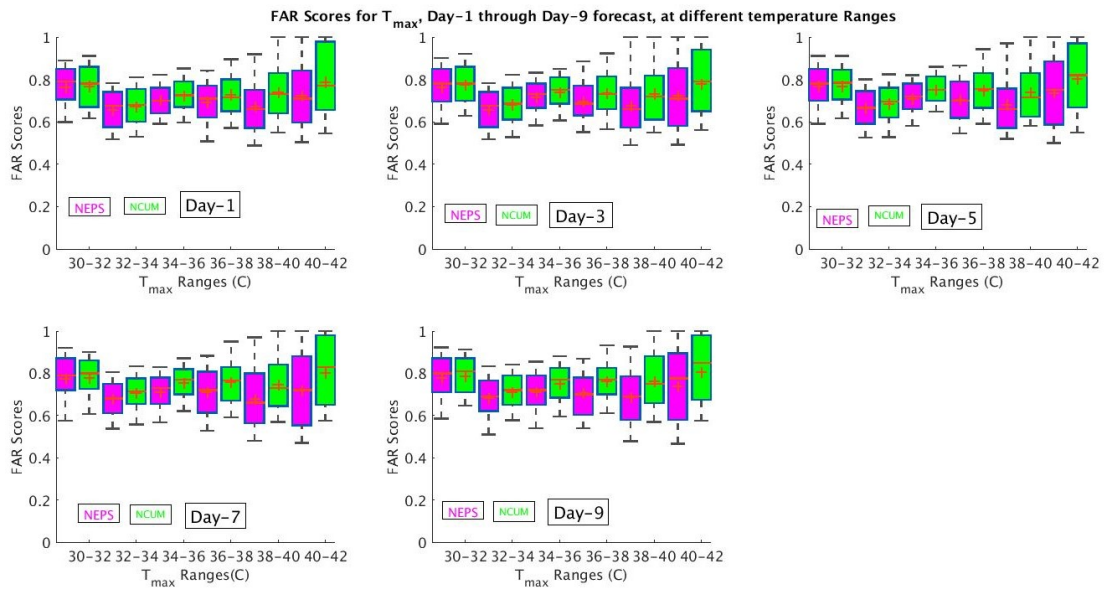 FAR Scores for Tmax, Day-1 through Day-9 forecast, at different temperature Ranges
1
0.8
0.6
0.4
0.2
0
FAR Scores
NEPS
NCUM
Day-1
30-32 32-34 34-36 36-38 38-40 40-42
Tmax Ranges (C)
1
0.8
0.6
0.4
0.2
0
FAR Scores
NEPS
NCUM
Day-3
30-32 32-34 34-36 36-38 38-40 40-42
Tmax Ranges (C)
1
0.8
0.6
0.4
0.2
0
FAR Scores
NEPS
NCUM
Day-5
30-32 32-34 34-36 36-38 38-40 40-42
Tmax Ranges (C)
1
0.8
0.6
0.4
0.2
0
FAR Scores
NEPS
NCUM
Day-7
30-32 32-34 34-36 36-38 38-40 40-42
Tmax Ranges(C)
1
0.8
0.6
0.4
0.2
0
FAR Scores
NEPS
NCUM
Day-9
30-32 32-34 34-36 36-38 38-40 40-42
Tmax Ranges (C)